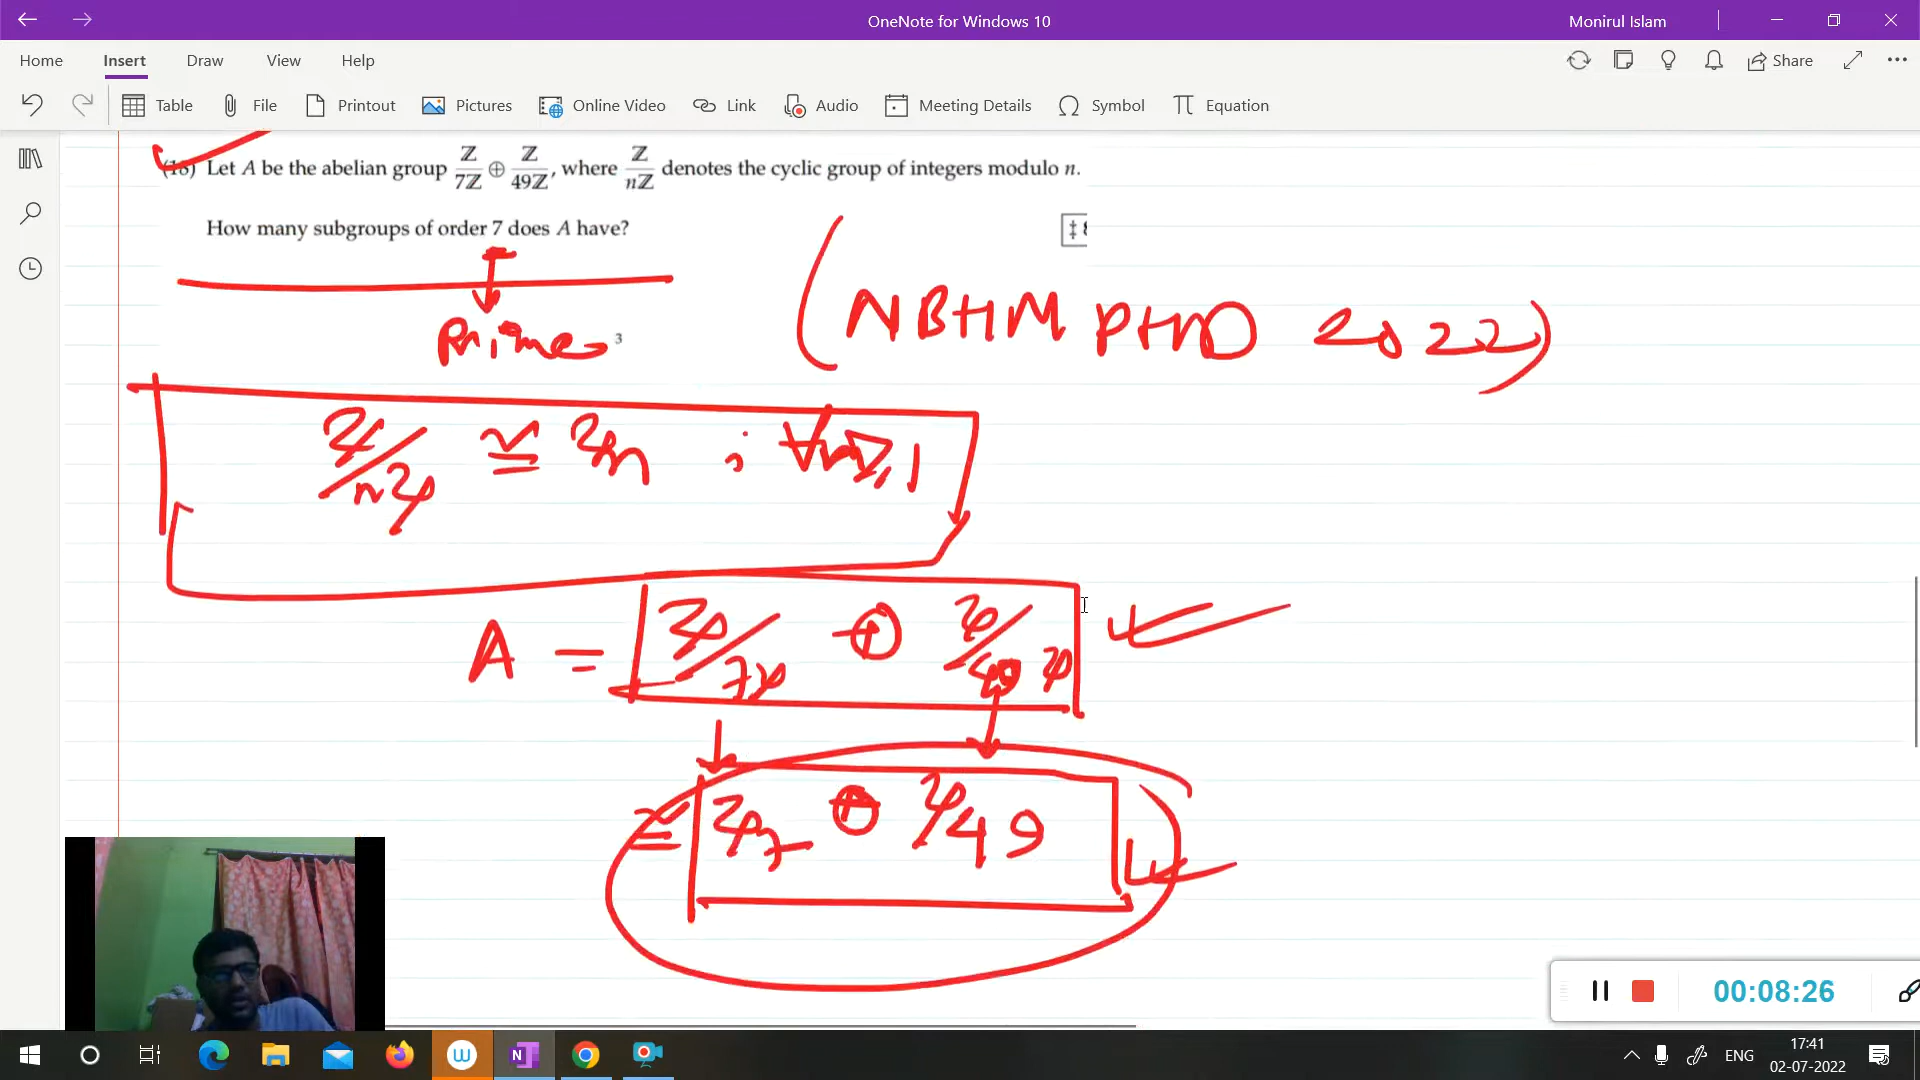 OneNote for Windows 10
Monirul Islam
Home Insert Draw View Help
Share
Table File Printout Pictures Online Video Link Audio Meeting Details Symbol Equation
(18) Let A be the abelian group Z/7Z ⊕ Z/49Z, where Z/nZ denotes the cyclic group of integers modulo n.
How many subgroups of order 7 does A have?
‡ 8
(NBHM PHD 2022)
Prime 3
Z/nZ ≅ Zn ; ∀ n ≥ 1
A = Z/7Z ⊕ Z/49Z
≅ Z7 ⊕ Z49
00:08:26
ENG
17:41
02-07-2022